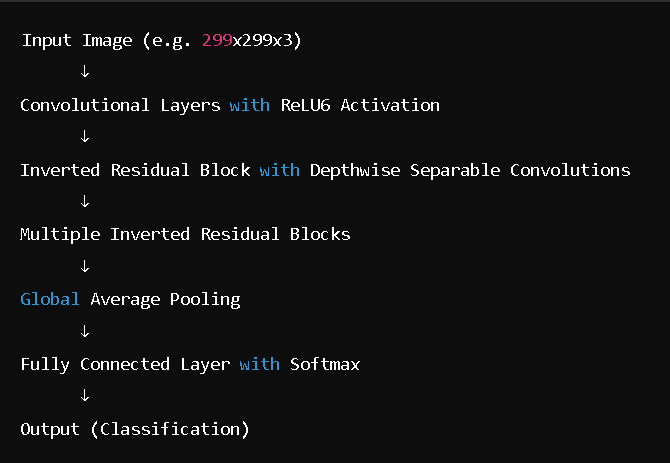 Input Image (e.g. 299x299x3)
↓
Convolutional Layers with ReLU6 Activation
↓
Inverted Residual Block with Depthwise Separable Convolutions
↓
Multiple Inverted Residual Blocks
↓
Global Average Pooling
↓
Fully Connected Layer with Softmax
↓
Output (Classification)